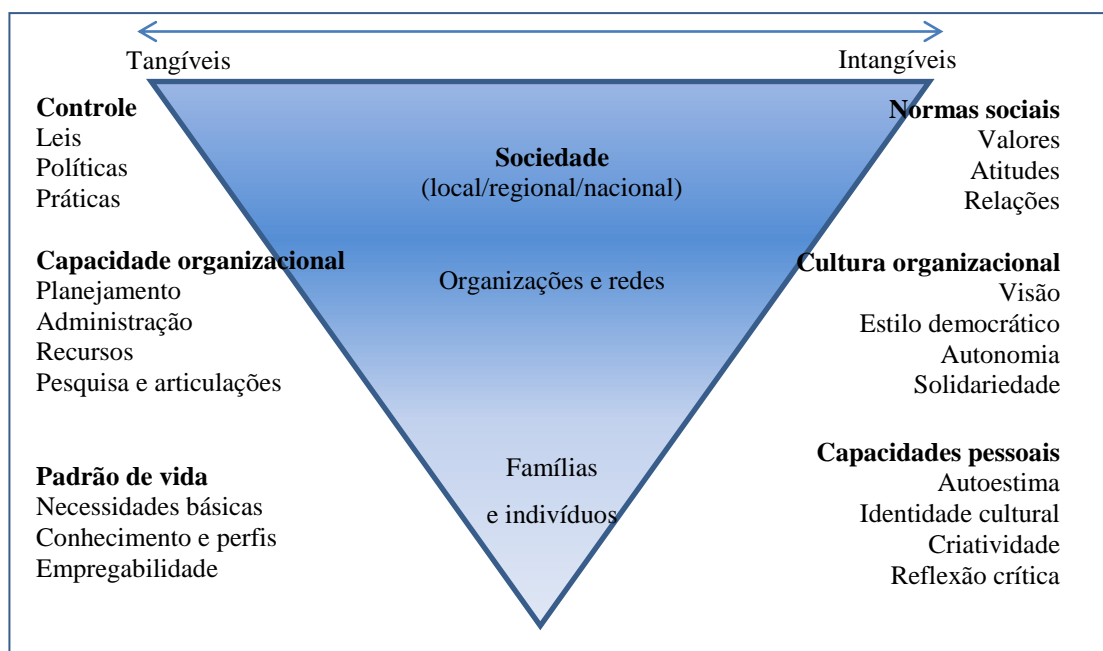 Tangíveis
Intangíveis
Controle
Leis
Políticas
Práticas
Sociedade
(local/regional/nacional)
Normas sociais
Valores
Atitudes
Relações
Capacidade organizacional
Planejamento
Administração
Recursos
Pesquisa e articulações
Organizações e redes
Cultura organizacional
Visão
Estilo democrático
Autonomia
Solidariedade
Padrão de vida
Necessidades básicas
Conhecimento e perfis
Empregabilidade
Famílias
e indivíduos
Capacidades pessoais
Autoestima
Identidade cultural
Criatividade
Reflexão crítica